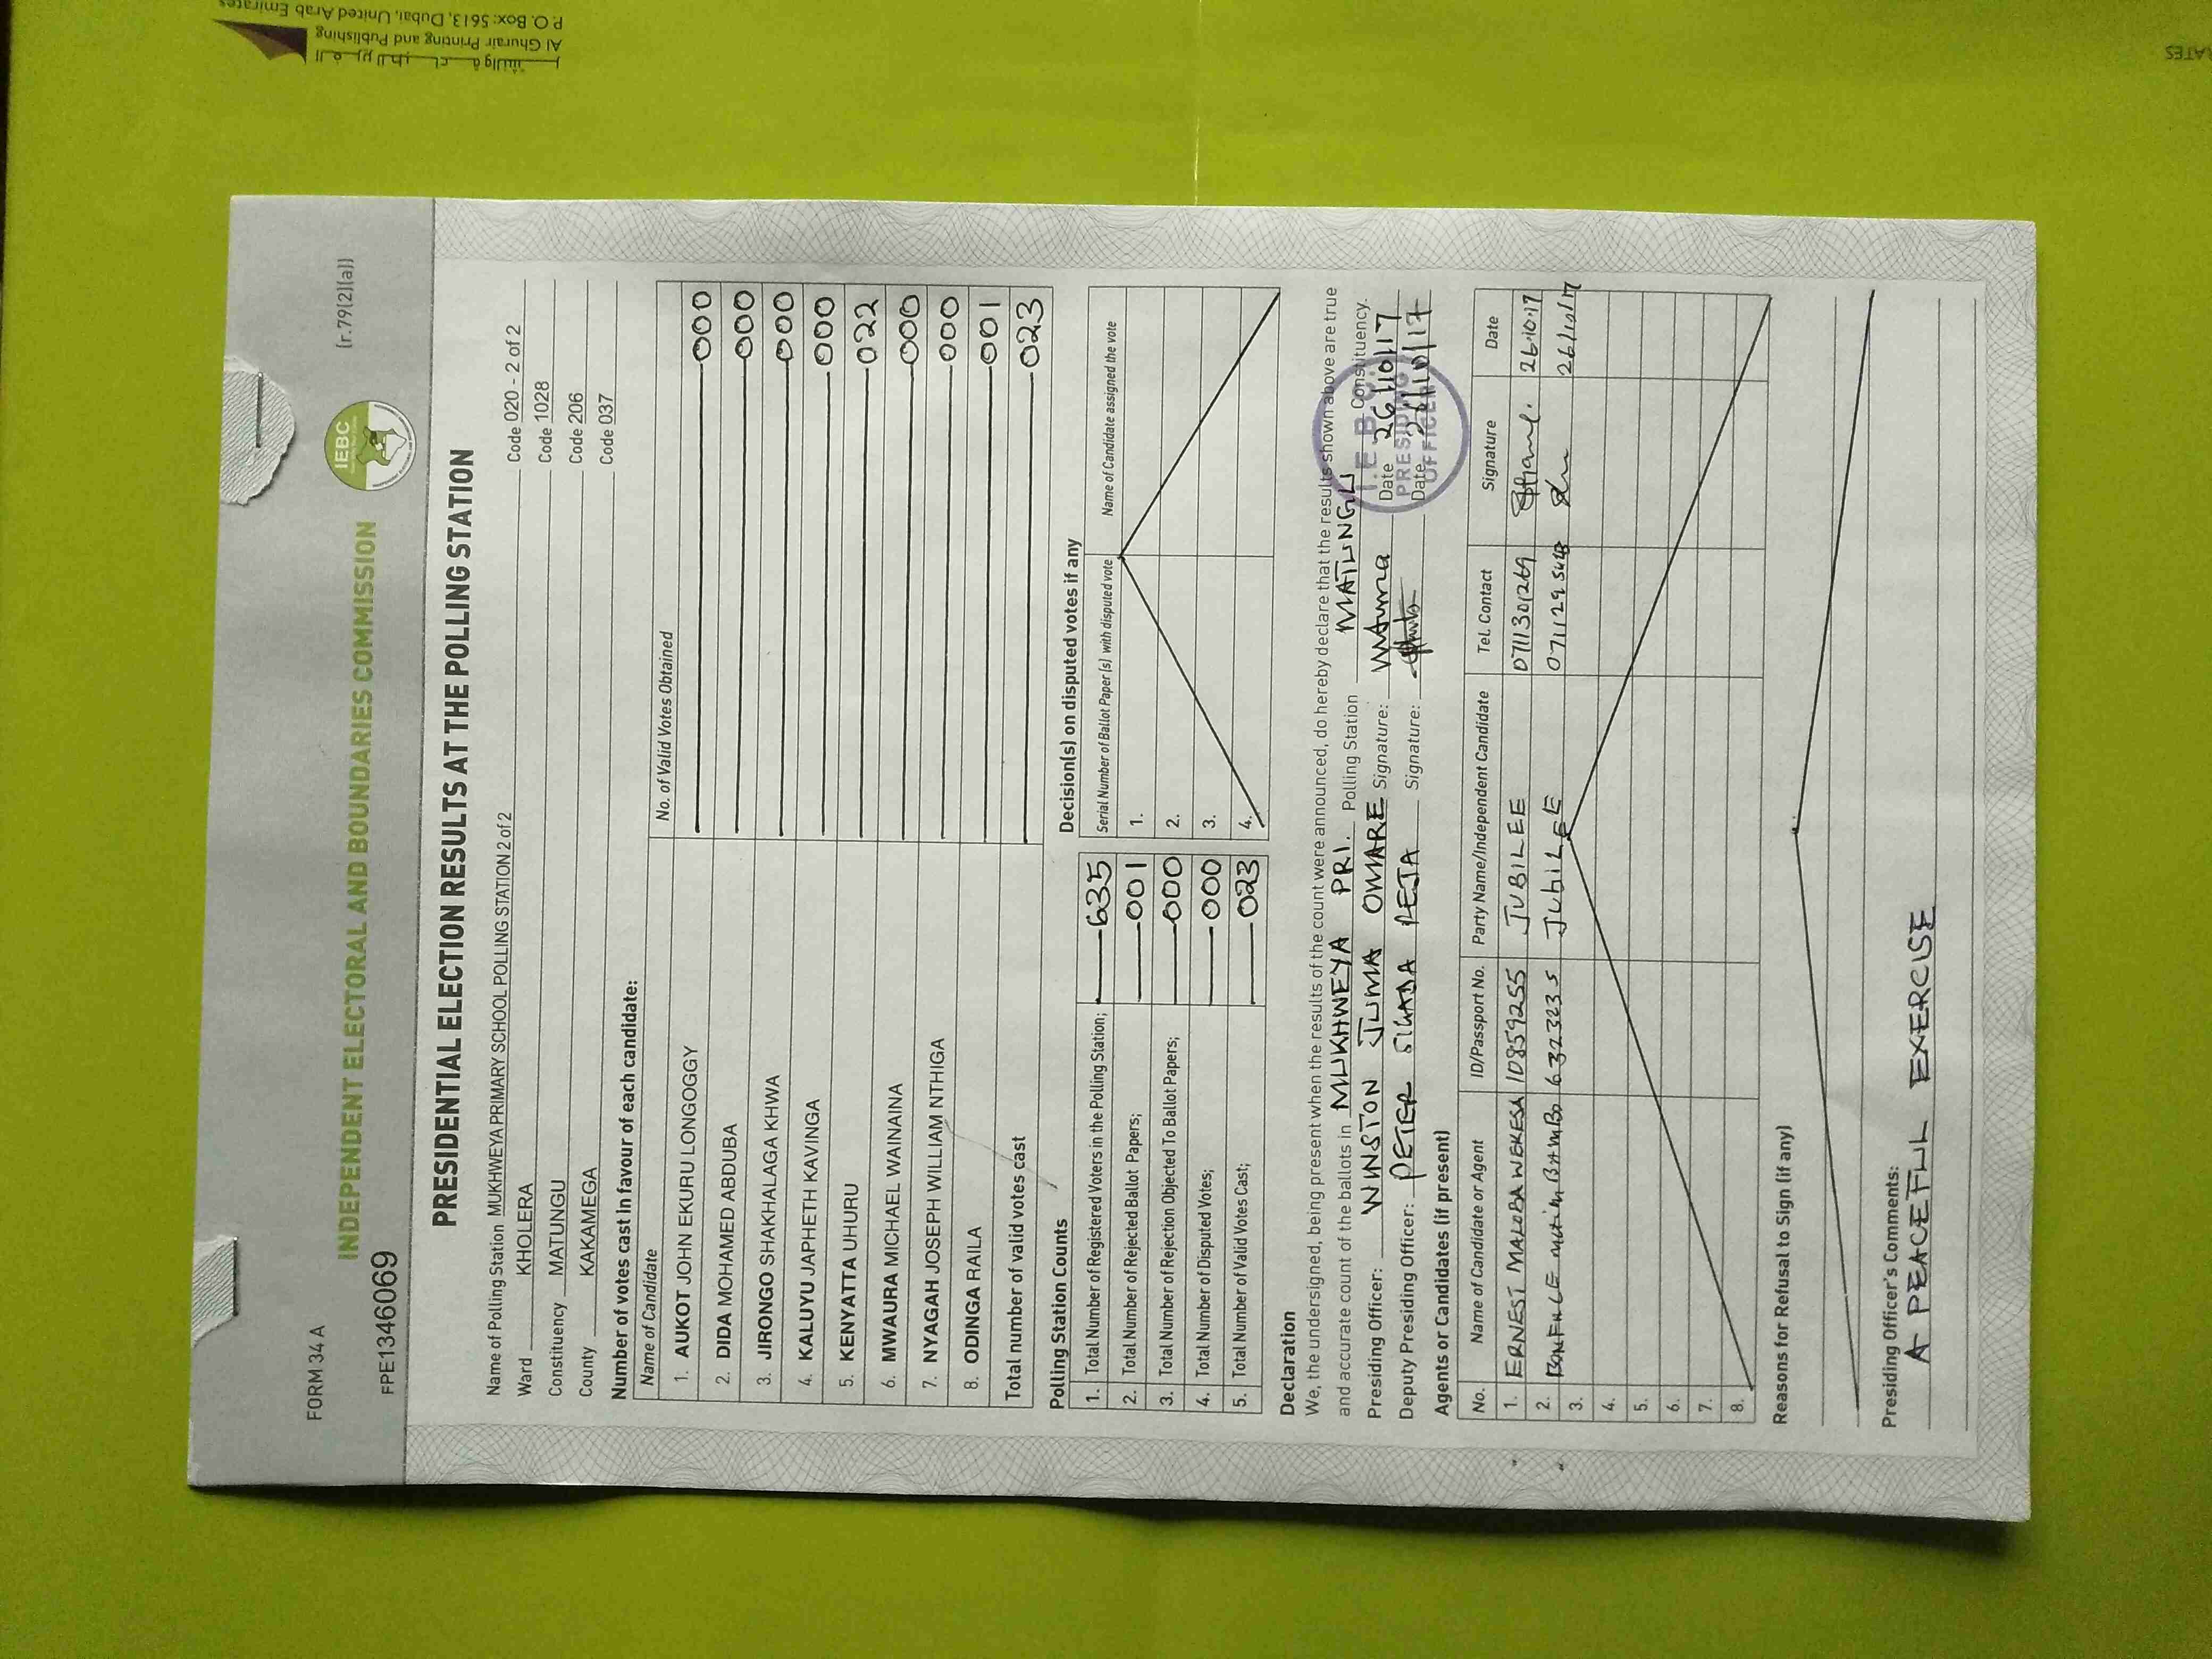 FORM 34 A
(r.79(2)(a))
INDEPENDENT ELECTORAL AND BOUNDARIES COMMISSION
IEBC
FPE1346069
PRESIDENTIAL ELECTION RESULTS AT THE POLLING STATION
Name of Polling Station MUKHWEYA PRIMARY SCHOOL POLLING STATION 2 of 2 Code 020 - 2 of 2
Ward KHOLERA Code 1028
Constituency MATUNGU Code 206
County KAKAMEGA Code 037
Number of votes cast in favour of each candidate:
Name of Candidate No. of Valid Votes Obtained
1. AUKOT JOHN EKURU LONGOGGY 000
2. DIDA MOHAMED ABDUBA 000
3. JIRONGO SHAKHALAGA KHWA 000
4. KALUYU JAPHETH KAVINGA 000
5. KENYATTA UHURU 022
6. MWAURA MICHAEL WAINAINA 000
7. NYAGAH JOSEPH WILLIAM NTHIGA 000
8. ODINGA RAILA 001
Total number of valid votes cast 023
Polling Station Counts
1. Total Number of Registered Voters in the Polling Station; 635
2. Total Number of Rejected Ballot Papers; 001
3. Total Number of Rejection Objected To Ballot Papers; 000
4. Total Number of Disputed Votes; 000
5. Total Number of Valid Votes Cast; 023
Decision(s) on disputed votes if any
Serial Number of Ballot Paper(s) with disputed vote Name of Candidate assigned the vote
1.
2.
3.
4.
Declaration
We, the undersigned, being present when the results of the count were announced, do hereby declare that the results shown above are true
and accurate count of the ballots in MUKHWEYA PRI. Polling Station MATUNGU Constituency.
Presiding Officer: WINSTON JUMA OMARE Signature: Date 26/10/17
Deputy Presiding Officer: PETER SIWADA PETA Signature: Date 26/10/17
I.E.B.C
PRESIDING
OFFICER
Agents or Candidates (if present)
No. Name of Candidate or Agent ID/Passport No. Party Name/Independent Candidate Tel. Contact Signature Date
1. ERNEST MALOBA WEKESA 10859255 JUBILEE 0711301269 26.10.17
2. 6323235 JUBILEE 26/10/17
3.
4.
5.
6.
7.
8.
Reasons for Refusal to Sign (if any)
Presiding Officer's Comments:
A PEACEFUL EXERCISE
Al Ghurair Printing and Publishing
P.O. Box: 5613, Dubai, United Arab Emirates